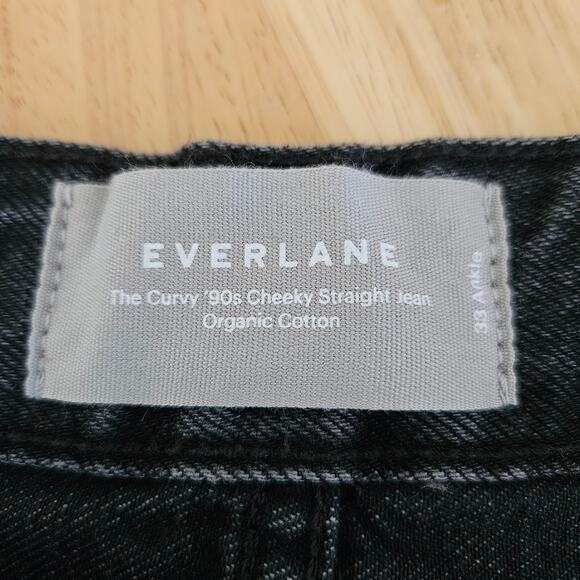 EVERLANE
The Curvy '90s Cheeky Straight Jean
Organic Cotton
33 Ankle